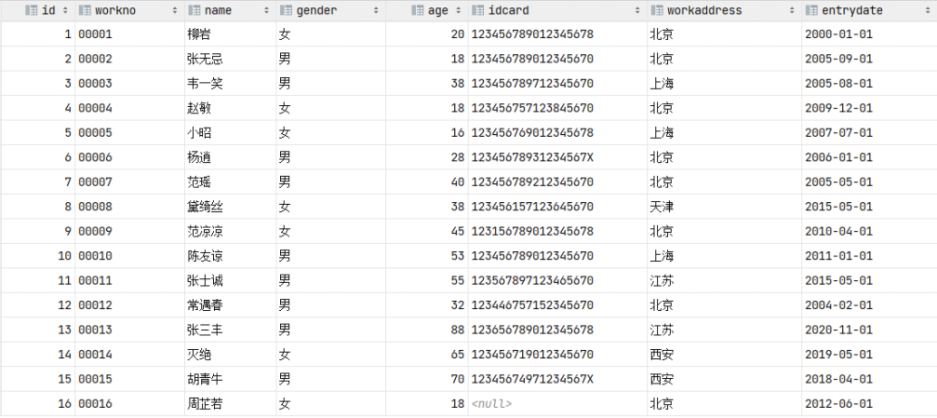 id workno name gender age idcard workaddress entrydate
1 00001 柳岩 女 20 123456789012345678 北京 2000-01-01
2 00002 张无忌 男 18 123456789012345670 北京 2005-09-01
3 00003 韦一笑 男 38 123456789712345670 上海 2005-08-01
4 00004 赵敏 女 18 123456757123845670 北京 2009-12-01
5 00005 小昭 女 16 123456769012345678 上海 2007-07-01
6 00006 杨逍 男 28 12345678931234567X 北京 2006-01-01
7 00007 范瑶 男 40 123456789212345670 北京 2005-05-01
8 00008 黛绮丝 女 38 123456157123645670 天津 2015-05-01
9 00009 范凉凉 女 45 123156789012345678 北京 2010-04-01
10 00010 陈友谅 男 53 123456789012345670 上海 2011-01-01
11 00011 张士诚 男 55 123567897123465670 江苏 2015-05-01
12 00012 常遇春 男 32 123446757152345670 北京 2004-02-01
13 00013 张三丰 男 88 123656789012345678 江苏 2020-11-01
14 00014 灭绝 女 65 123456719012345670 西安 2019-05-01
15 00015 胡青牛 男 70 12345674971234567X 西安 2018-04-01
16 00016 周芷若 女 18 <null> 北京 2012-06-01